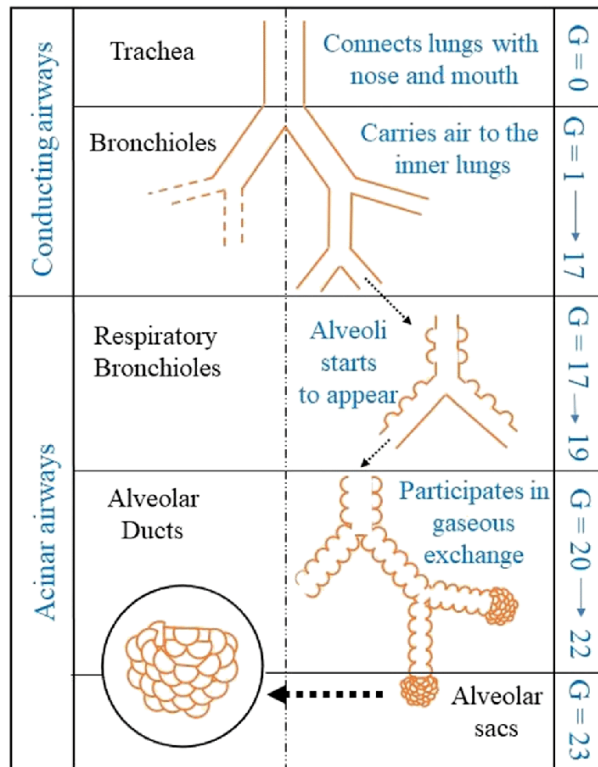 Conducting airways
Trachea
Connects lungs with
nose and mouth
G = 0
Bronchioles
Carries air to the
inner lungs
G = 1 → 17
Acinar airways
Respiratory
Bronchioles
Alveoli
starts
to appear
G = 17 → 19
Alveolar
Ducts
Participates in
gaseous
exchange
G = 20 → 22
Alveolar
sacs
G = 23